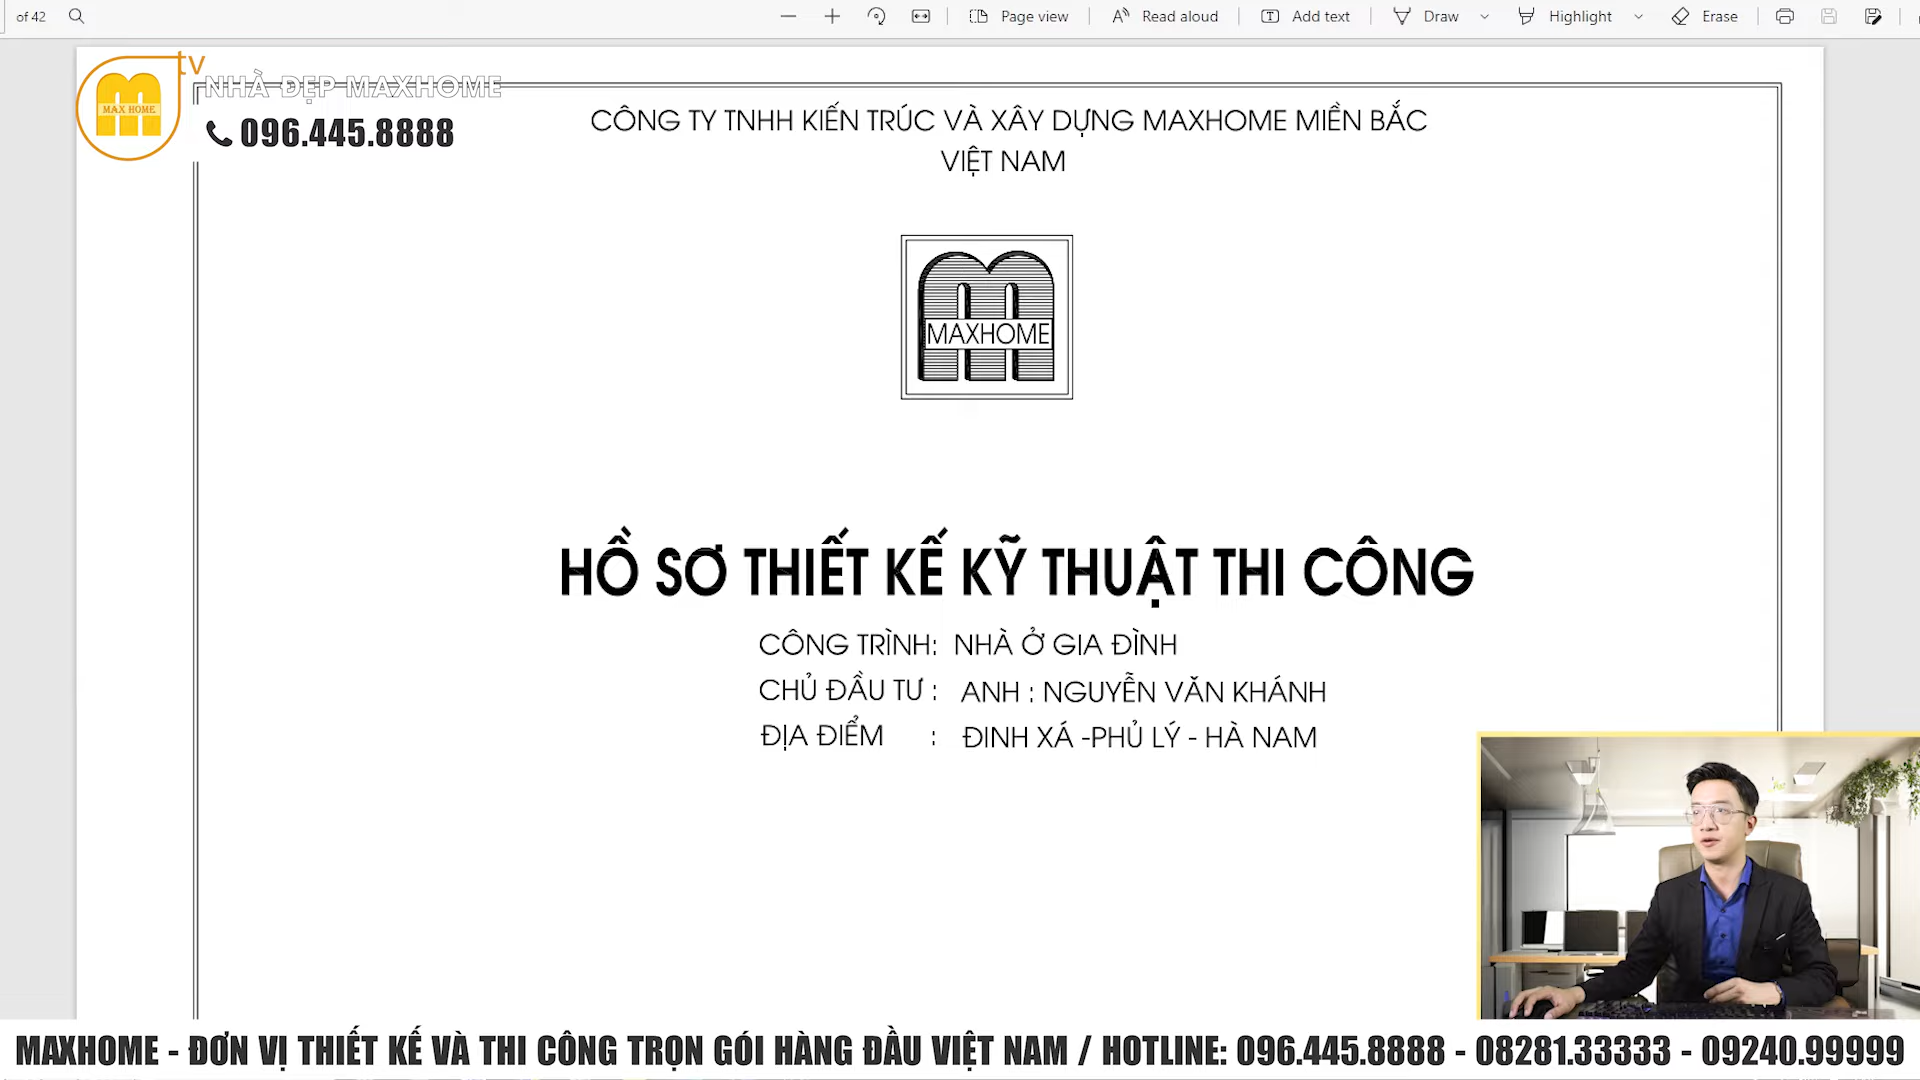 of 42
Page view
Read aloud
Add text
Draw
Highlight
Erase
tv
NHÀ ĐẸP MAXHOME
MAX HOME
096.445.8888
CÔNG TY TNHH KIẾN TRÚC VÀ XÂY DỰNG MAXHOME MIỀN BẮC
VIỆT NAM
MAXHOME
HỒ SƠ THIẾT KẾ KỸ THUẬT THI CÔNG
CÔNG TRÌNH: NHÀ Ở GIA ĐÌNH
CHỦ ĐẦU TƯ : ANH : NGUYỄN VĂN KHÁNH
ĐỊA ĐIỂM : ĐINH XÁ -PHỦ LÝ - HÀ NAM
MAXHOME - ĐƠN VỊ THIẾT KẾ VÀ THI CÔNG TRỌN GÓI HÀNG ĐẦU VIỆT NAM / HOTLINE: 096.445.8888 - 08281.33333 - 09240.99999